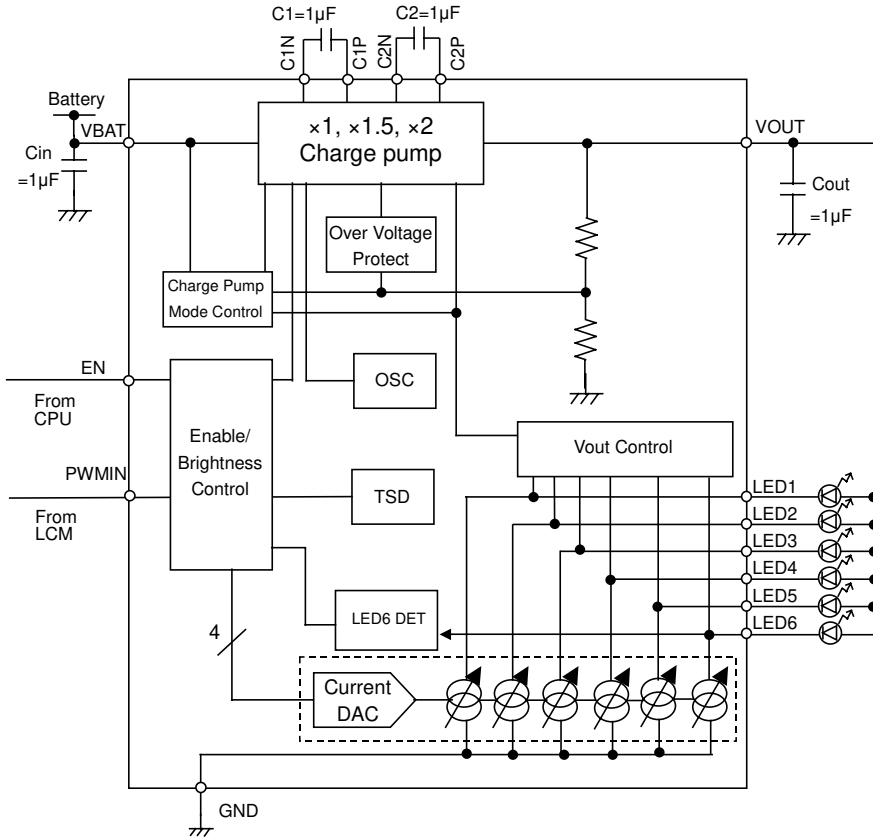 C1=1μF
C2=1μF
C1N
C1P
C2N
C2P
Battery
VBAT
Cin
=1μF
×1, ×1.5, ×2
Charge pump
VOUT
Cout
=1μF
Over Voltage
Protect
Charge Pump
Mode Control
EN
From
CPU
OSC
Enable/
Brightness
Control
Vout Control
PWMIN
From
LCM
TSD
LED1
LED2
LED3
LED4
LED5
LED6
LED6 DET
4
Current
DAC
GND